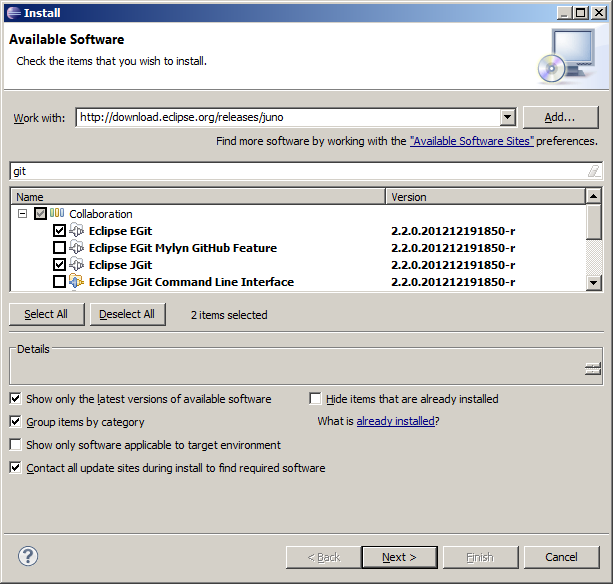 Install
Available Software
Check the items that you wish to install.
Work with: http://download.eclipse.org/releases/juno Add...
Find more software by working with the "Available Software Sites" preferences.
git
Name Version
Collaboration
Eclipse EGit 2.2.0.201212191850-r
Eclipse EGit Mylyn GitHub Feature 2.2.0.201212191850-r
Eclipse JGit 2.2.0.201212191850-r
Eclipse JGit Command Line Interface 2.2.0.201212191850-r
Select All Deselect All 2 items selected
Details
Show only the latest versions of available software Hide items that are already installed
Group items by category What is already installed?
Show only software applicable to target environment
Contact all update sites during install to find required software
? < Back Next > Finish Cancel